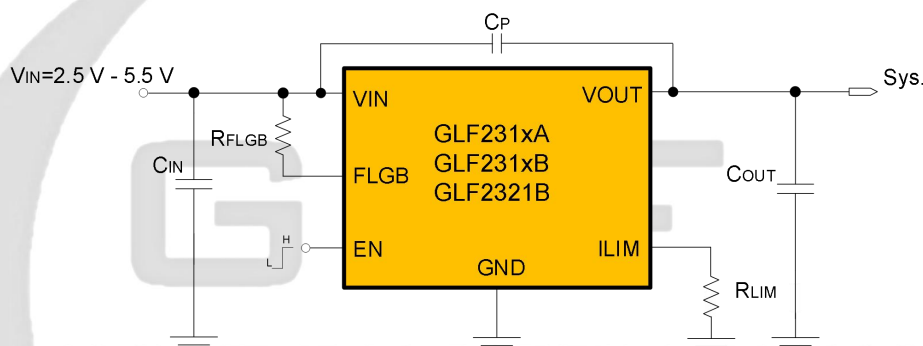 CP
VIN=2.5 V - 5.5 V
Sys.
VIN
VOUT
RFLGB
GLF231xA
GLF231xB
GLF2321B
CIN
FLGB
COUT
H
L
EN
ILIM
GND
RLIM